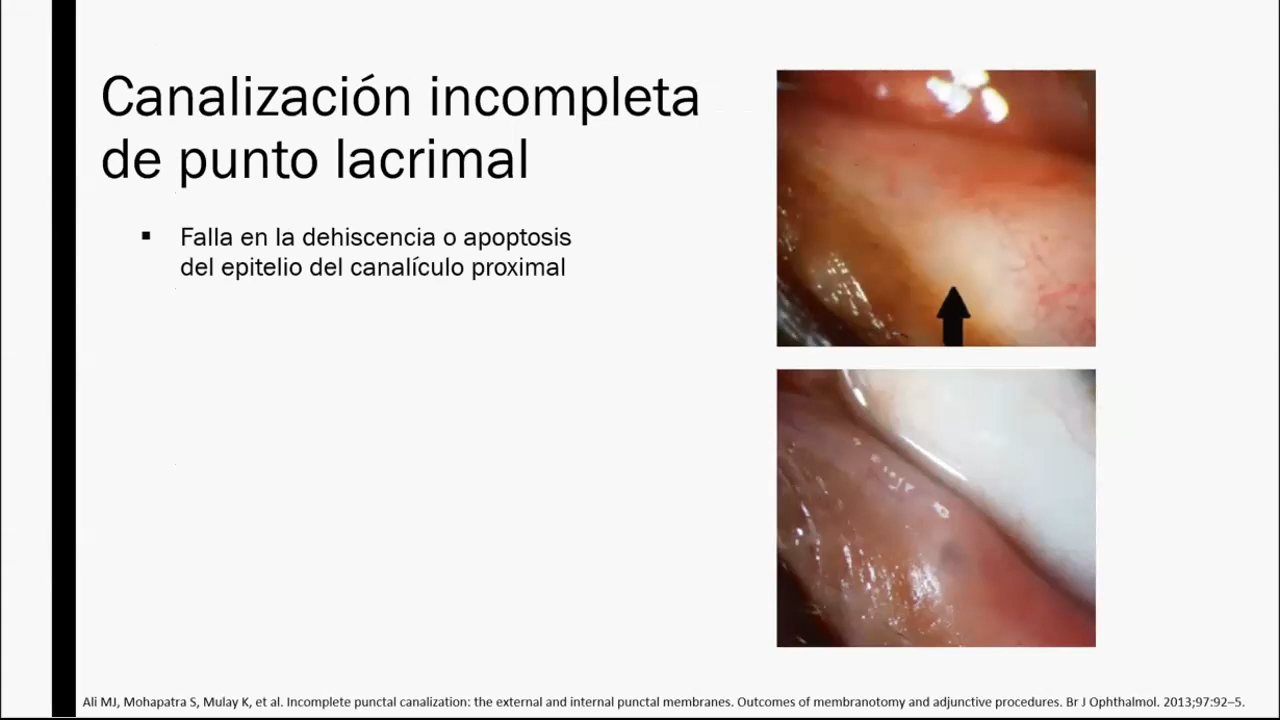 Canalización incompleta
de punto lacrimal
▪ Falla en la dehiscencia o apoptosis
del epitelio del canalículo proximal
Ali MJ, Mohapatra S, Mulay K, et al. Incomplete punctal canalization: the external and internal punctal membranes. Outcomes of membranotomy and adjunctive procedures. Br J Ophthalmol. 2013;97:92–5.